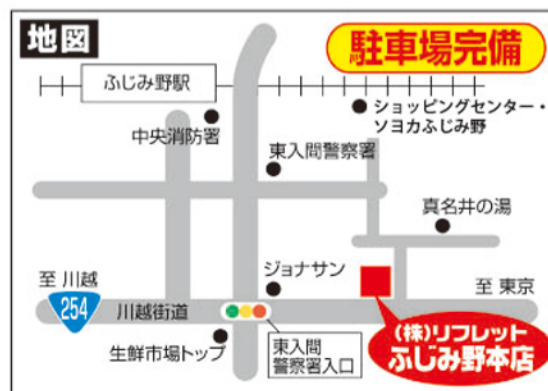 地図
駐車場完備
ふじみ野駅
ショッピングセンター・
ソヨカふじみ野
中央消防署
東入間警察署
真名井の湯
至 川越
ジョナサン
至 東京
254
川越街道
(株)リフレット
ふじみ野本店
生鮮市場トップ
東入間
警察署入口